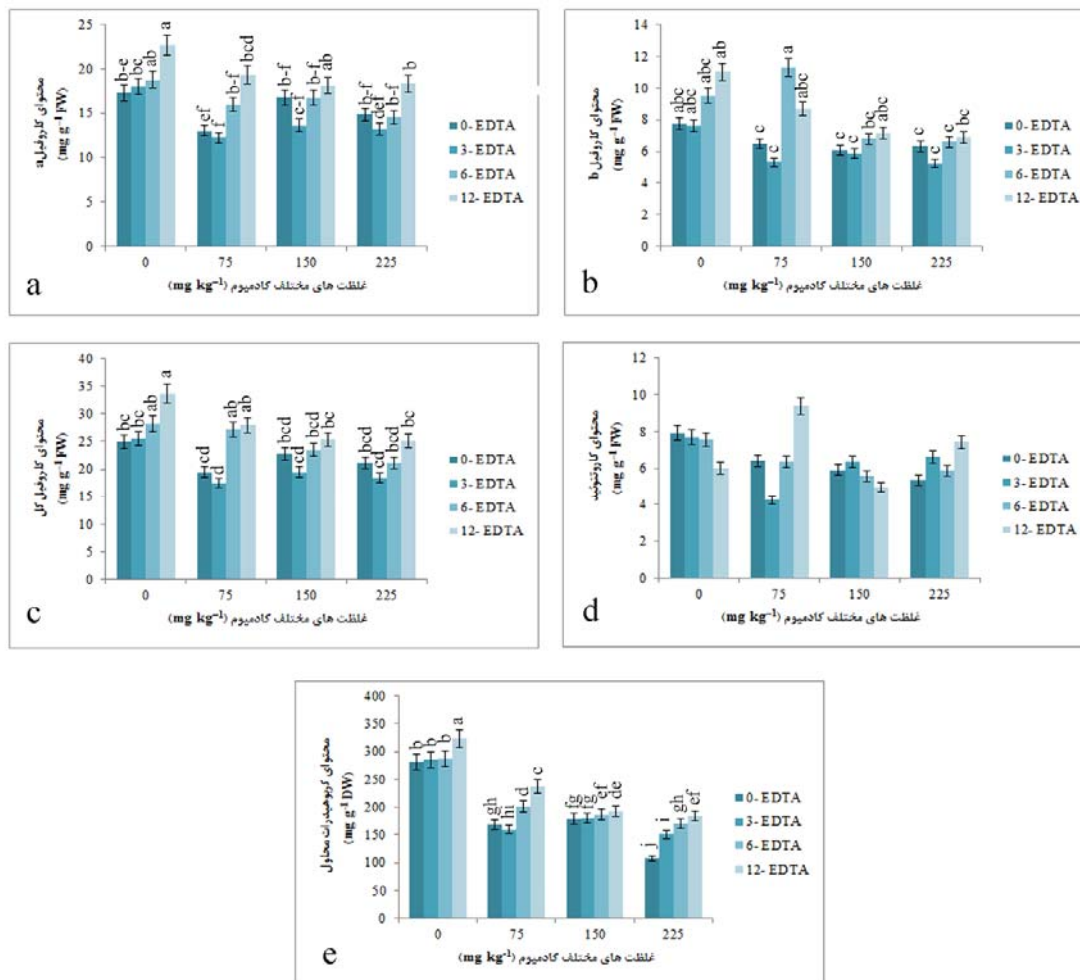 محتوای کلروفیل a
(mg g⁻¹ FW)
25
20
15
10
5
0
b-e
bc
ab
a
ef
f
b-f
bcd
b-f
c-f
b-f
ab
b-f
def
b-f
b
0- EDTA
3- EDTA
6- EDTA
12- EDTA
0 75 150 225
غلظت های مختلف کادمیوم (mg kg⁻¹)
a
محتوای کلروفیل b
(mg g⁻¹ FW)
14
12
10
8
6
4
2
0
abc
abc
abc
ab
c
c
a
abc
c
c
bc
abc
c
c
c
bc
0- EDTA
3- EDTA
6- EDTA
12- EDTA
0 75 150 225
غلظت های مختلف کادمیوم (mg kg⁻¹)
b
محتوای کلروفیل کل
(mg g⁻¹ FW)
40
35
30
25
20
15
10
5
0
bc
bc
ab
a
cd
d
ab
ab
bcd
cd
bcd
bc
bcd
cd
bcd
bc
0- EDTA
3- EDTA
6- EDTA
12- EDTA
0 75 150 225
غلظت های مختلف کادمیوم (mg kg⁻¹)
c
محتوای کاروتنوئید
(mg g⁻¹ FW)
12
10
8
6
4
2
0
0- EDTA
3- EDTA
6- EDTA
12- EDTA
0 75 150 225
غلظت های مختلف کادمیوم (mg kg⁻¹)
d
محتوای کربوهیدرات محلول
(mg g⁻¹ DW)
400
350
300
250
200
150
100
50
0
b
b
b
a
gh
hi
d
c
fg
fg
ef
de
j
i
gh
ef
0- EDTA
3- EDTA
6- EDTA
12- EDTA
0 75 150 225
غلظت های مختلف کادمیوم (mg kg⁻¹)
e